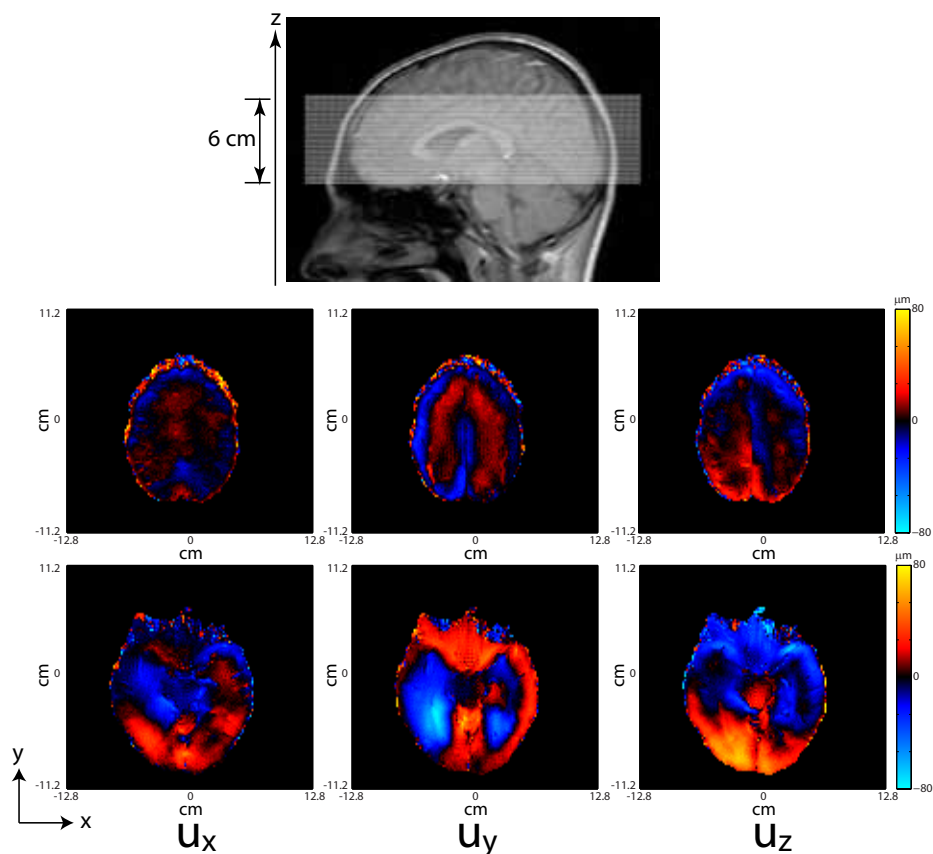 z
6 cm
μm
11.2 11.2 11.2 80
cm 0 cm 0 cm 0 0
-11.2 -11.2 -11.2 −80
-12.8 0 12.8 -12.8 0 12.8 -12.8 0 12.8
cm cm cm
μm
11.2 11.2 11.2 80
cm 0 cm 0 cm 0 0
-11.2 -11.2 -11.2 −80
-12.8 0 12.8 -12.8 0 12.8 -12.8 0 12.8
cm cm cm
y
x
ux uy uz